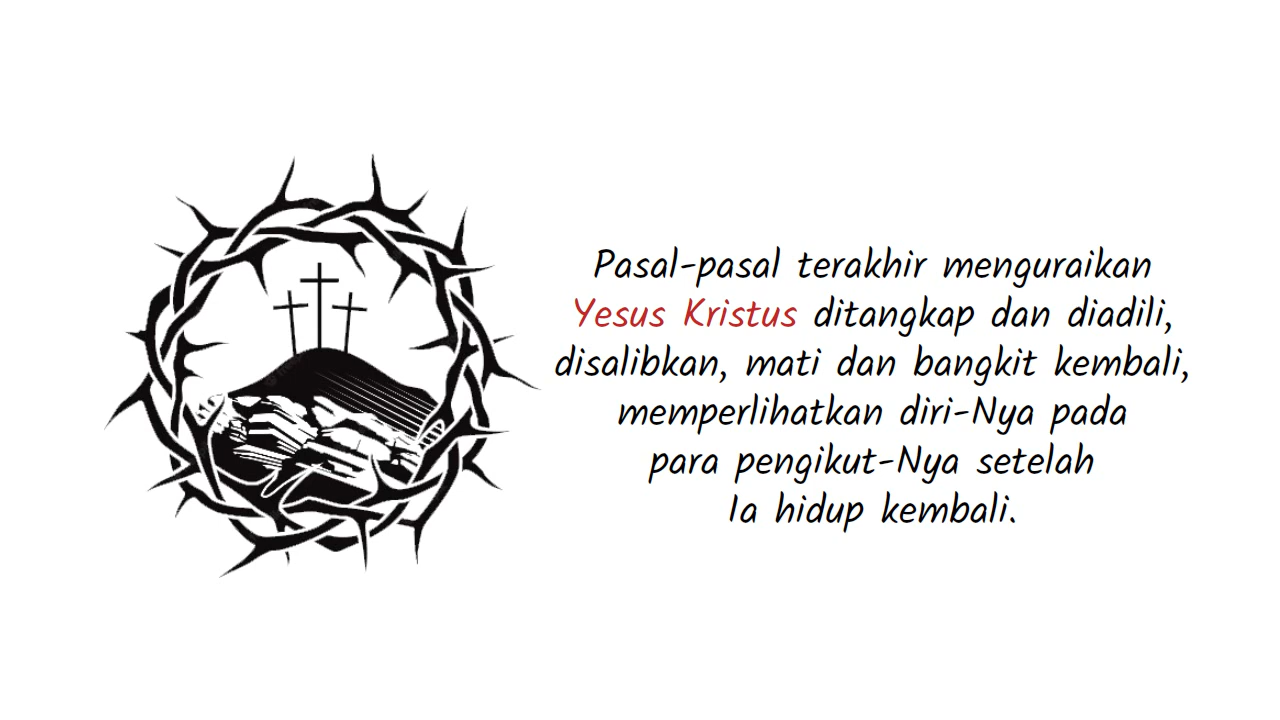 Pasal-pasal terakhir menguraikan
Yesus Kristus ditangkap dan diadili,
disalibkan, mati dan bangkit kembali,
memperlihatkan diri-Nya pada
para pengikut-Nya setelah
Ia hidup kembali.